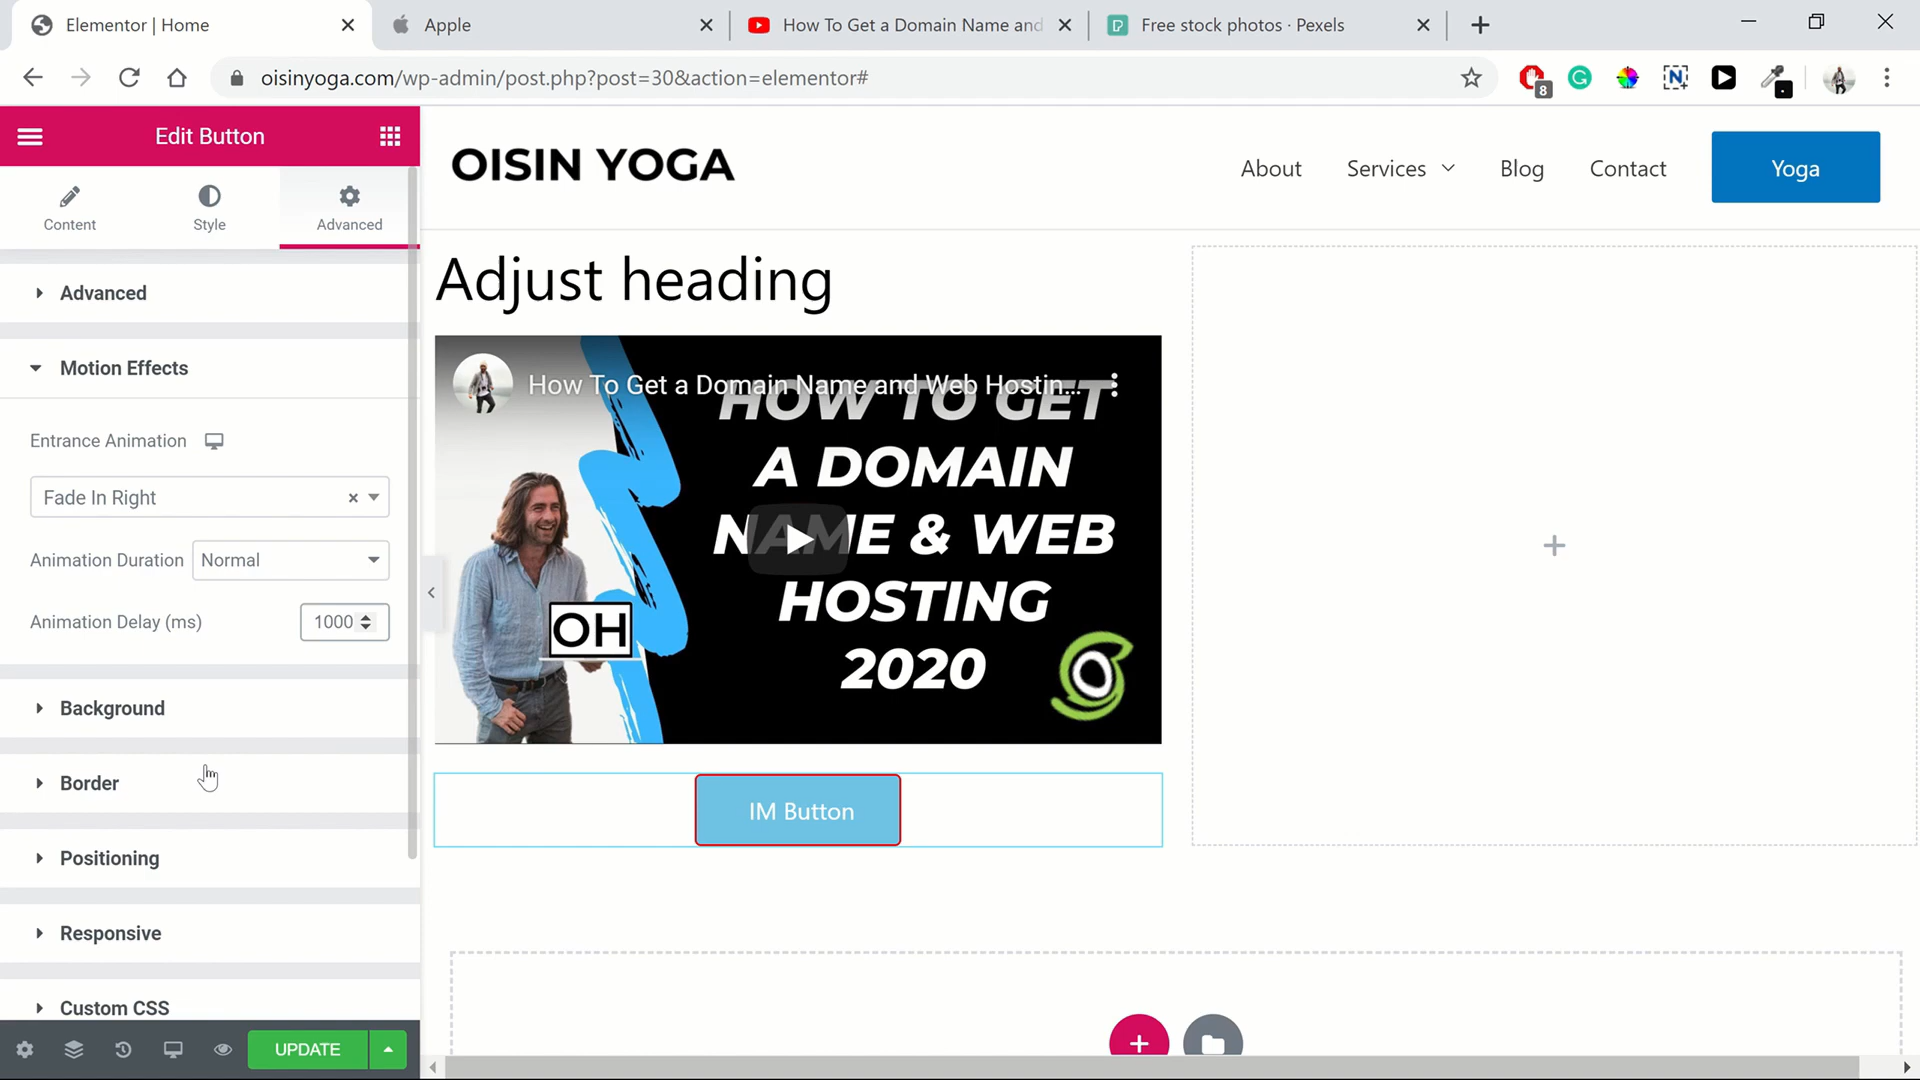 Elementor | Home
Apple
How To Get a Domain Name and
Free stock photos · Pexels
oisinyoga.com/wp-admin/post.php?post=30&action=elementor#
8
Edit Button
Content
Style
Advanced
Advanced
Motion Effects
Entrance Animation
Fade In Right
Animation Duration
Normal
Animation Delay (ms)
1000
Background
Border
Positioning
Responsive
Custom CSS
UPDATE
OISIN YOGA
About
Services
Blog
Contact
Yoga
Adjust heading
How To Get a Domain Name and Web Hostin...
HOW TO GET
A DOMAIN
NAME & WEB
HOSTING
2020
OH
IM Button